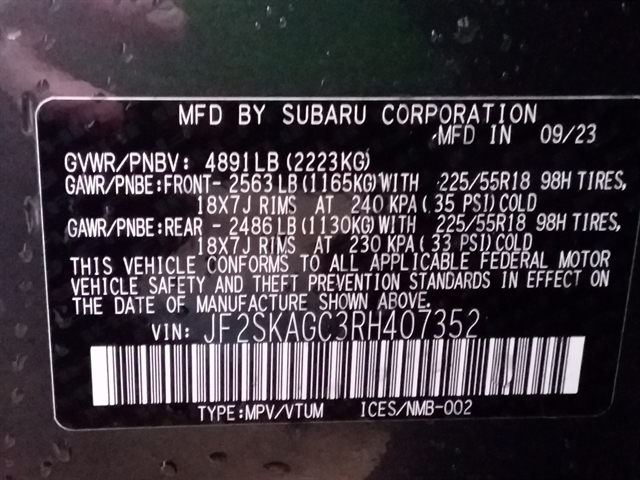 MFD BY SUBARU CORPORATION
MFD IN 09/23
GVWR/PNBV: 4891LB (2223KG)
GAWR/PNBE:FRONT- 2563LB (1165KG)WITH 225/55R18 98H TIRES,
18X7J RIMS AT 240 KPA( 35 PSI)COLD
GAWR/PNBE:REAR - 2486LB (1130KG)WITH 225/55R18 98H TIRES,
18X7J RIMS AT 230 KPA( 33 PSI)COLD
THIS VEHICLE CONFORMS TO ALL APPLICABLE FEDERAL MOTOR
VEHICLE SAFETY AND THEFT PREVENTION STANDARDS IN EFFECT ON
THE DATE OF MANUFACTURE SHOWN ABOVE.
VIN: JF2SKAGC3RH407352
TYPE:MPV/VTUM ICES/NMB-002